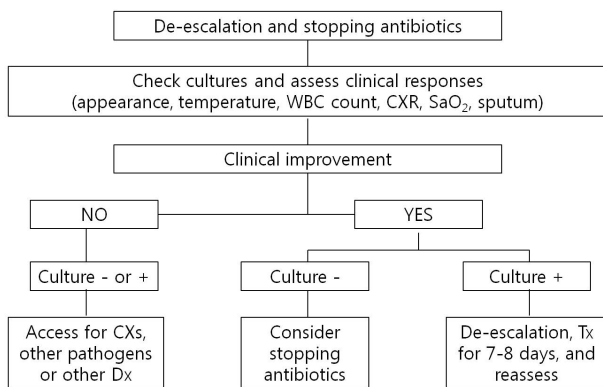 De-escalation and stopping antibiotics
Check cultures and assess clinical responses
(appearance, temperature, WBC count, CXR, SaO₂, sputum)
Clinical improvement
NO
YES
Culture - or +
Culture -
Culture +
Access for CXs,
other pathogens
or other Dx
Consider
stopping
antibiotics
De-escalation, Tx
for 7-8 days, and
reassess